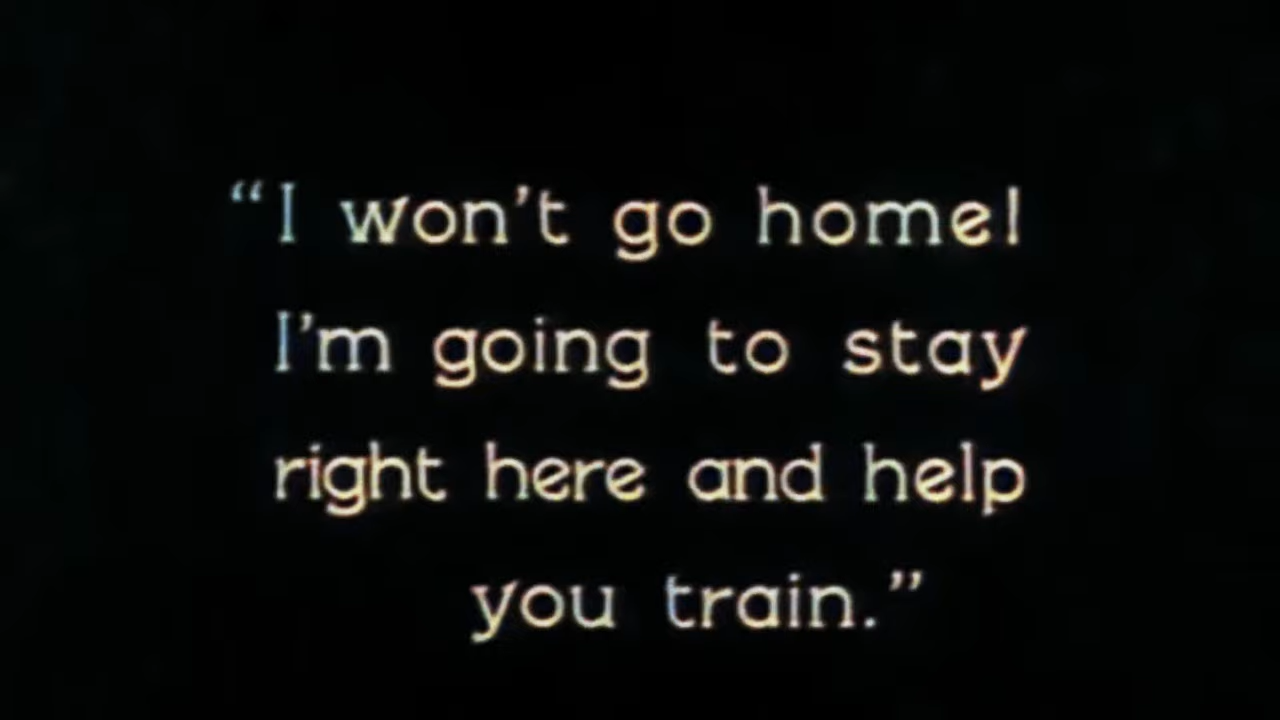 “I won’t go home!
I’m going to stay
right here and help
you train.”